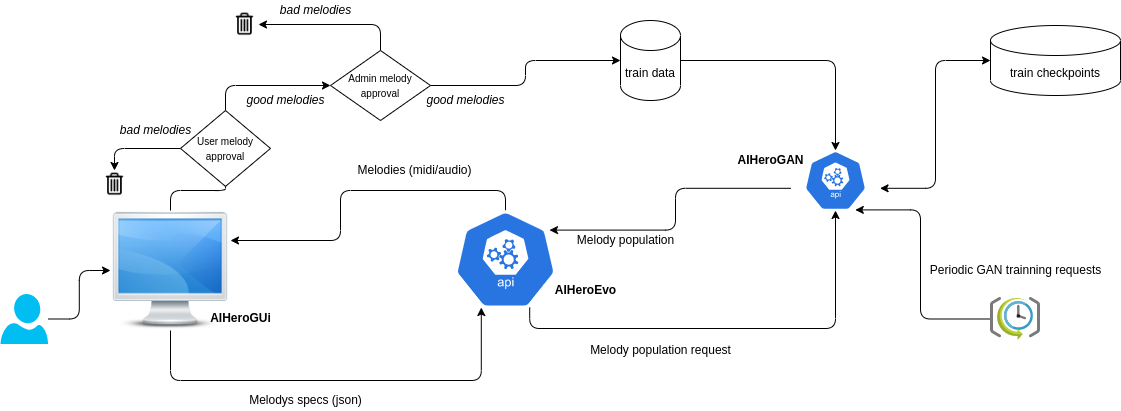 bad melodies
Admin melody
approval
good melodies
good melodies
train data
train checkpoints
bad melodies
User melody
approval
Melodies (midi/audio)
AIHeroGAN
api
Melody population
api
AIHeroEvo
AIHeroGUi
Periodic GAN trainning requests
Melody population request
Melodys specs (json)